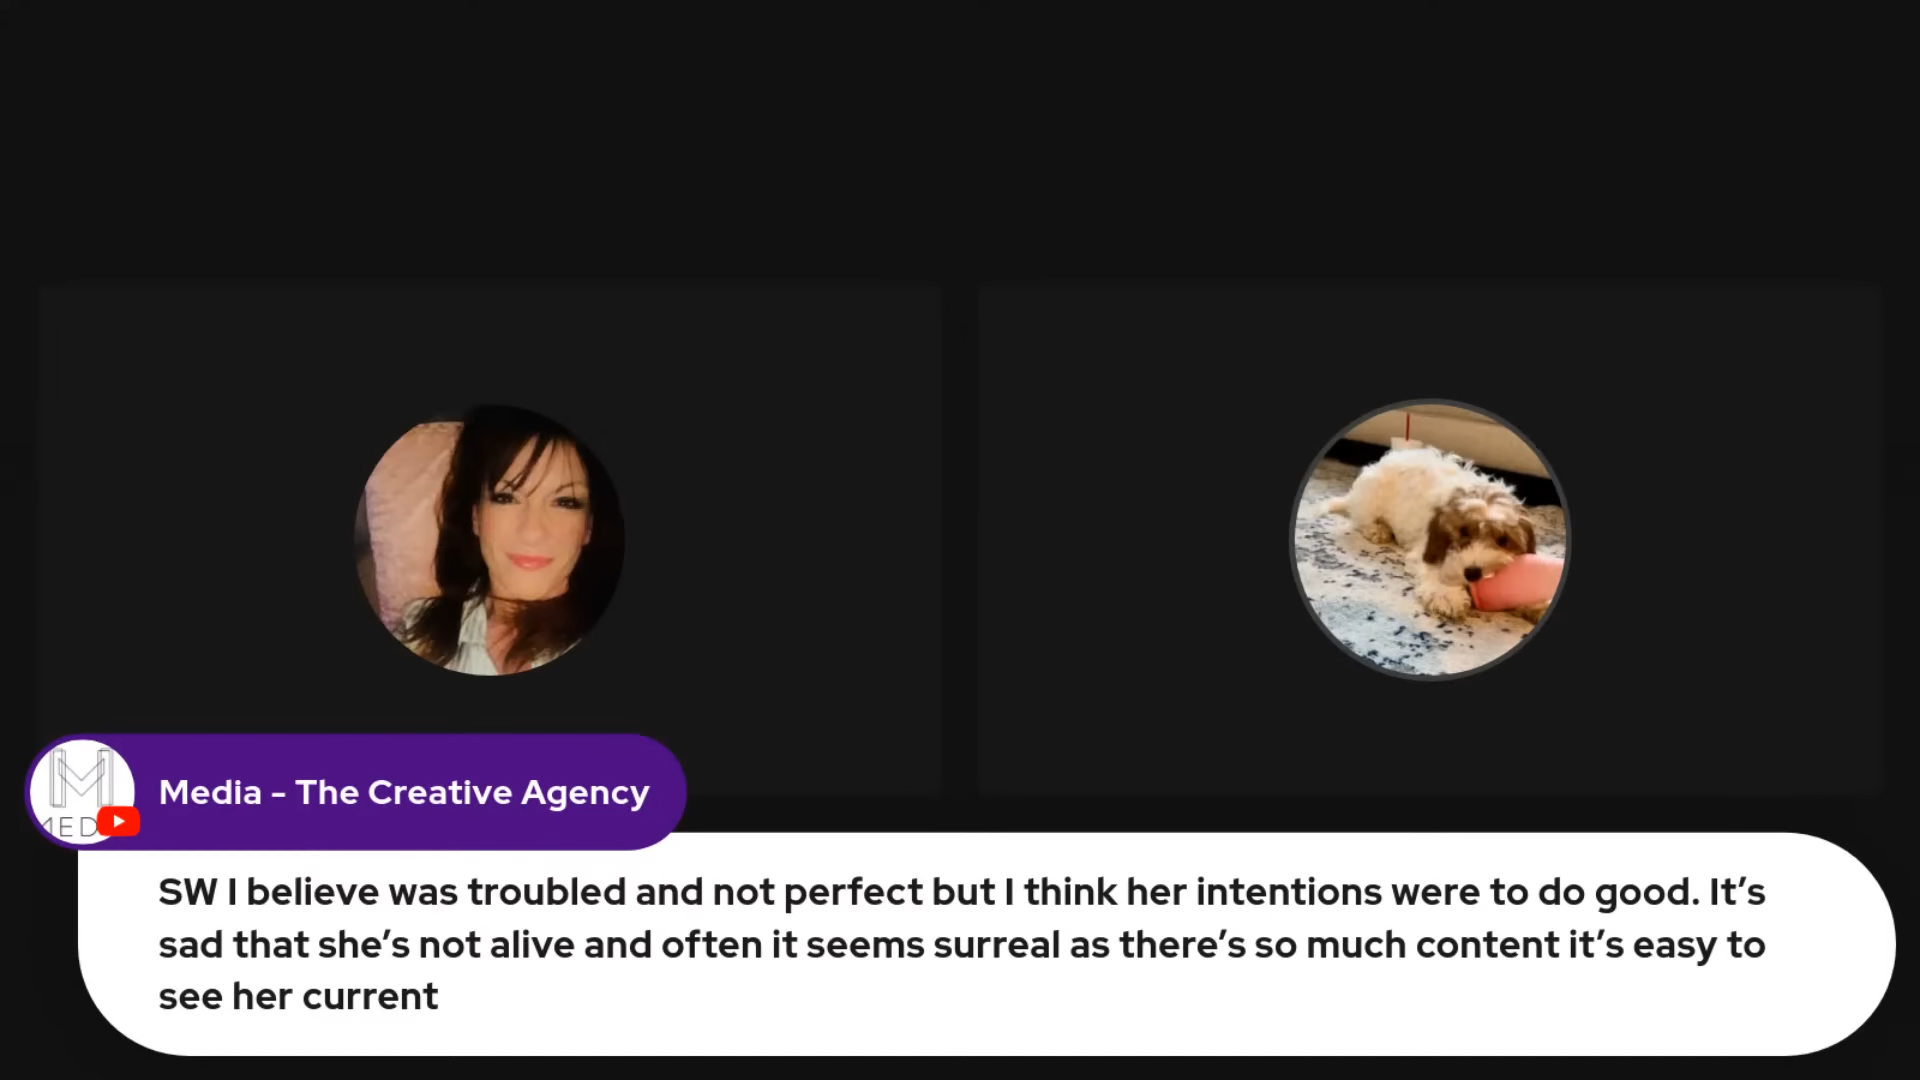 M
MED
Media - The Creative Agency
SW I believe was troubled and not perfect but I think her intentions were to do good. It’s
sad that she’s not alive and often it seems surreal as there’s so much content it’s easy to
see her current